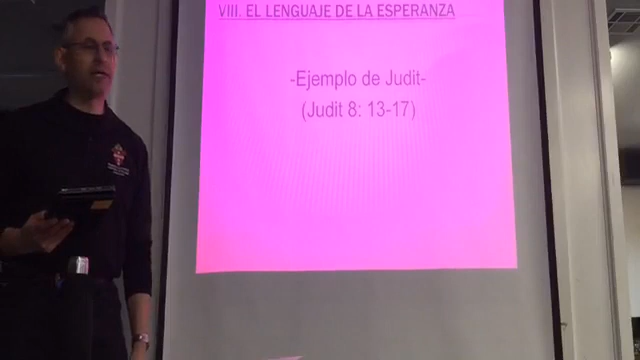 VIII. EL LENGUAJE DE LA ESPERANZA
-Ejemplo de Judit-
(Judit 8: 13-17)